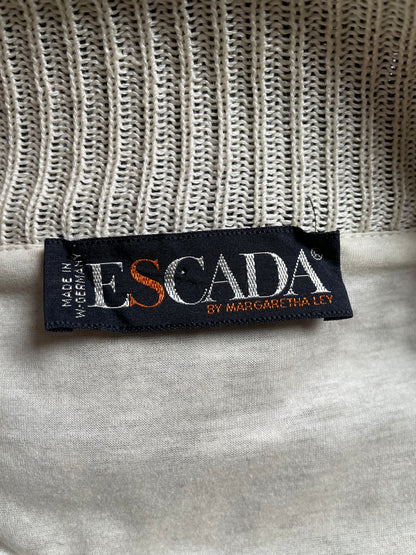 MADE IN
W.-GERMANY
ESCADA®
BY MARGARETHA LEY